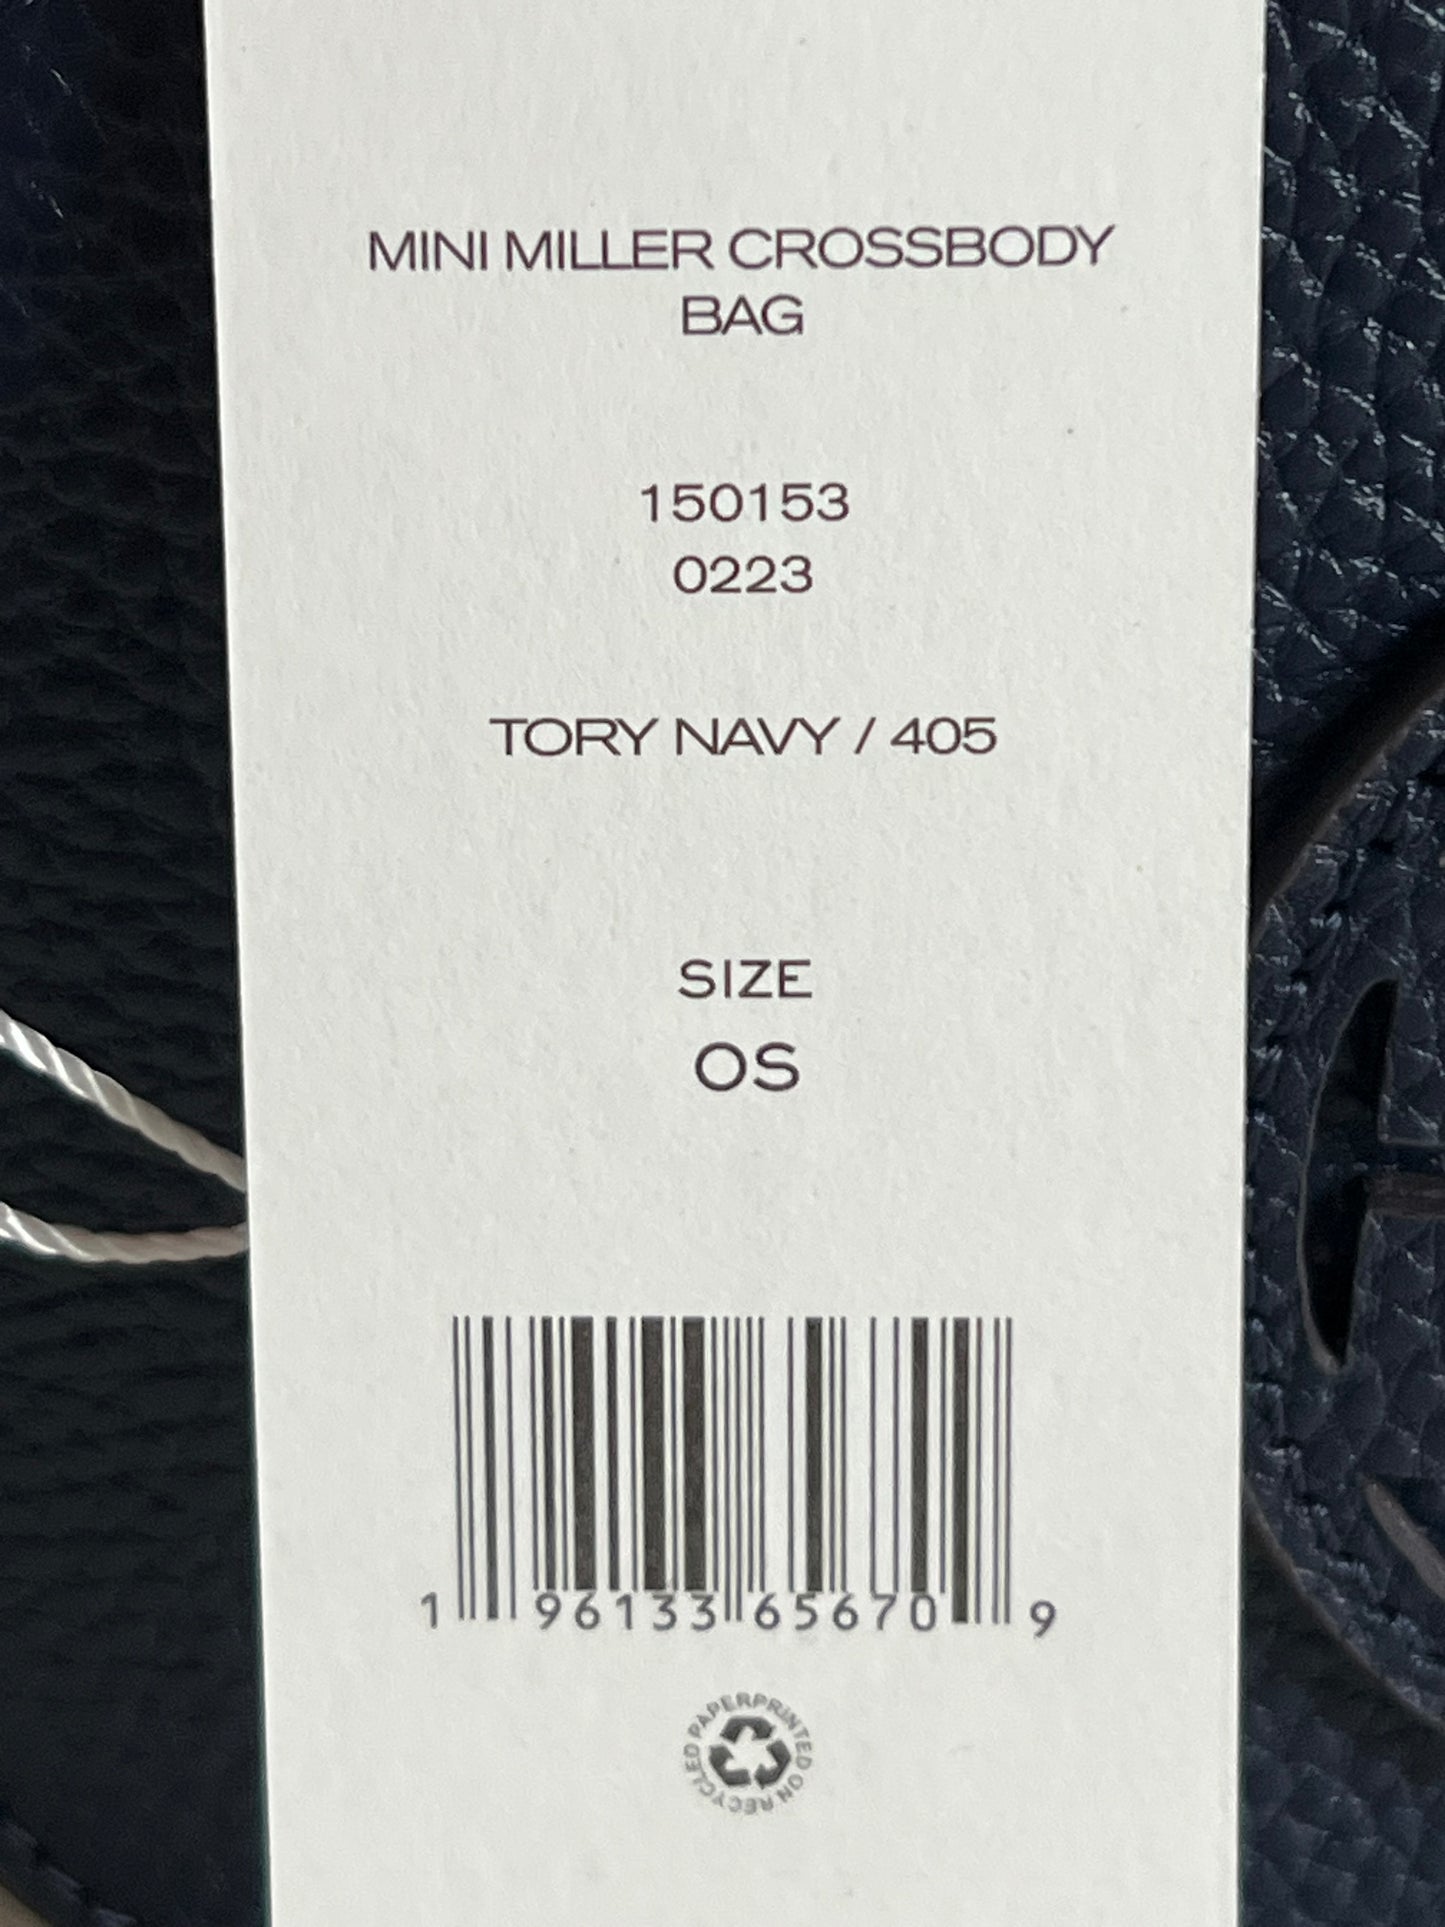 MINI MILLER CROSSBODY
BAG
150153
0223
TORY NAVY / 405
SIZE
OS
1 96133 65670 9
PRINTED ON RECYCLED PAPER